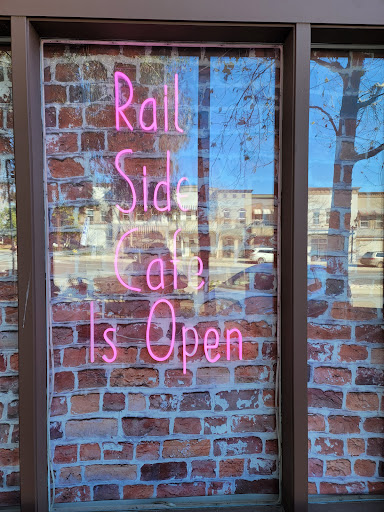 Rail
Side
Cafe
Is Open